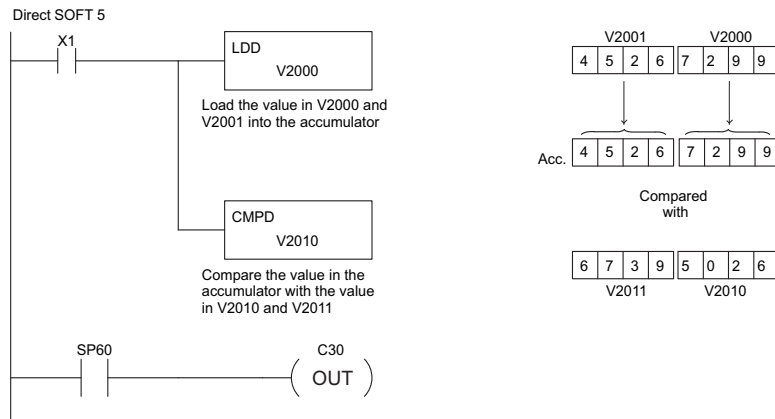 Direct SOFT 5
X1
LDD
V2000
Load the value in V2000 and
V2001 into the accumulator
CMPD
V2010
Compare the value in the
accumulator with the value
in V2010 and V2011
SP60
C30
OUT
V2001 V2000
4 5 2 6 7 2 9 9
Acc. 4 5 2 6 7 2 9 9
Compared
with
6 7 3 9 5 0 2 6
V2011 V2010